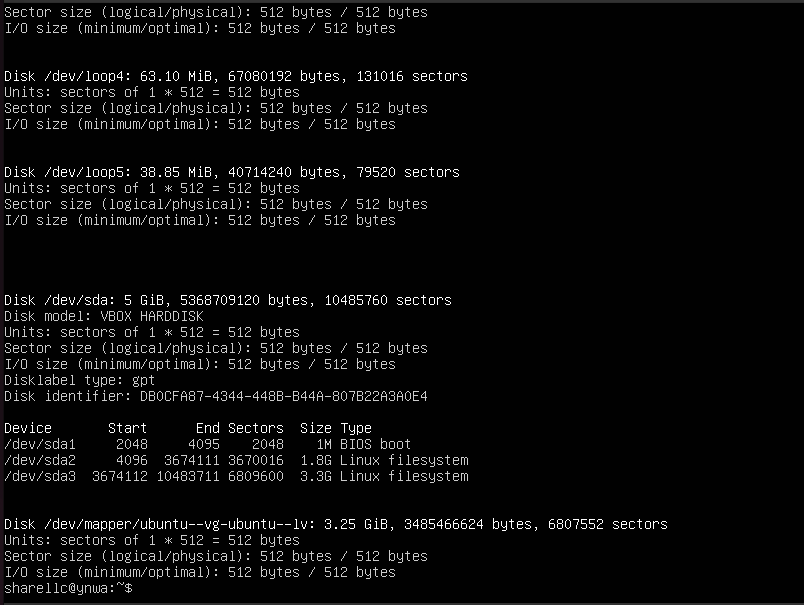 Sector size (logical/physical): 512 bytes / 512 bytes
I/O size (minimum/optimal): 512 bytes / 512 bytes
Disk /dev/loop4: 63.10 MiB, 67080192 bytes, 131016 sectors
Units: sectors of 1 * 512 = 512 bytes
Sector size (logical/physical): 512 bytes / 512 bytes
I/O size (minimum/optimal): 512 bytes / 512 bytes
Disk /dev/loop5: 38.85 MiB, 40714240 bytes, 79520 sectors
Units: sectors of 1 * 512 = 512 bytes
Sector size (logical/physical): 512 bytes / 512 bytes
I/O size (minimum/optimal): 512 bytes / 512 bytes
Disk /dev/sda: 5 GiB, 5368709120 bytes, 10485760 sectors
Disk model: VBOX HARDDISK
Units: sectors of 1 * 512 = 512 bytes
Sector size (logical/physical): 512 bytes / 512 bytes
I/O size (minimum/optimal): 512 bytes / 512 bytes
Disklabel type: gpt
Disk identifier: DB0CFA87-4344-448B-B44A-807B22A3A0E4
Device       Start      End Sectors  Size Type
/dev/sda1     2048     4095    2048    1M BIOS boot
/dev/sda2     4096  3674111 3670016  1.8G Linux filesystem
/dev/sda3  3674112 10483711 6809600  3.3G Linux filesystem
Disk /dev/mapper/ubuntu--vg-ubuntu--lv: 3.25 GiB, 3485466624 bytes, 6807552 sectors
Units: sectors of 1 * 512 = 512 bytes
Sector size (logical/physical): 512 bytes / 512 bytes
I/O size (minimum/optimal): 512 bytes / 512 bytes
sharellc@ynwa:~$